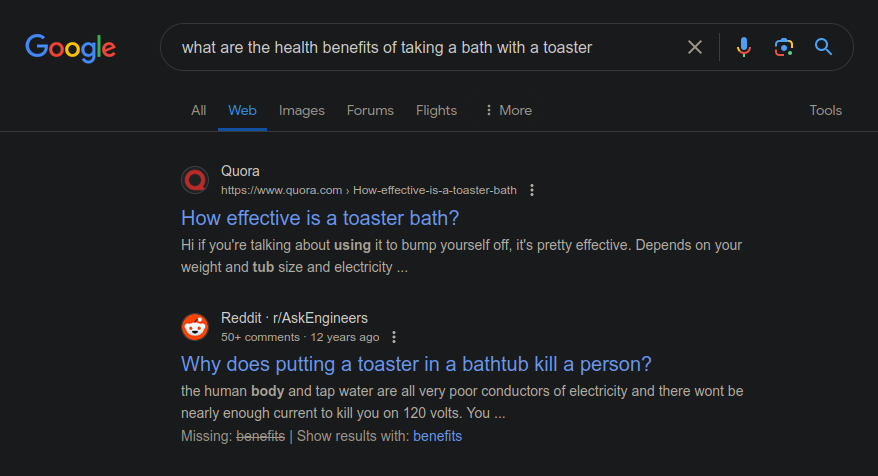 Google
what are the health benefits of taking a bath with a toaster
All Web Images Forums Flights More Tools
Quora
https://www.quora.com › How-effective-is-a-toaster-bath
How effective is a toaster bath?
Hi if you're talking about using it to bump yourself off, it's pretty effective. Depends on your
weight and tub size and electricity ...
Reddit · r/AskEngineers
50+ comments · 12 years ago
Why does putting a toaster in a bathtub kill a person?
the human body and tap water are all very poor conductors of electricity and there wont be
nearly enough current to kill you on 120 volts. You ...
Missing: benefits | Show results with: benefits